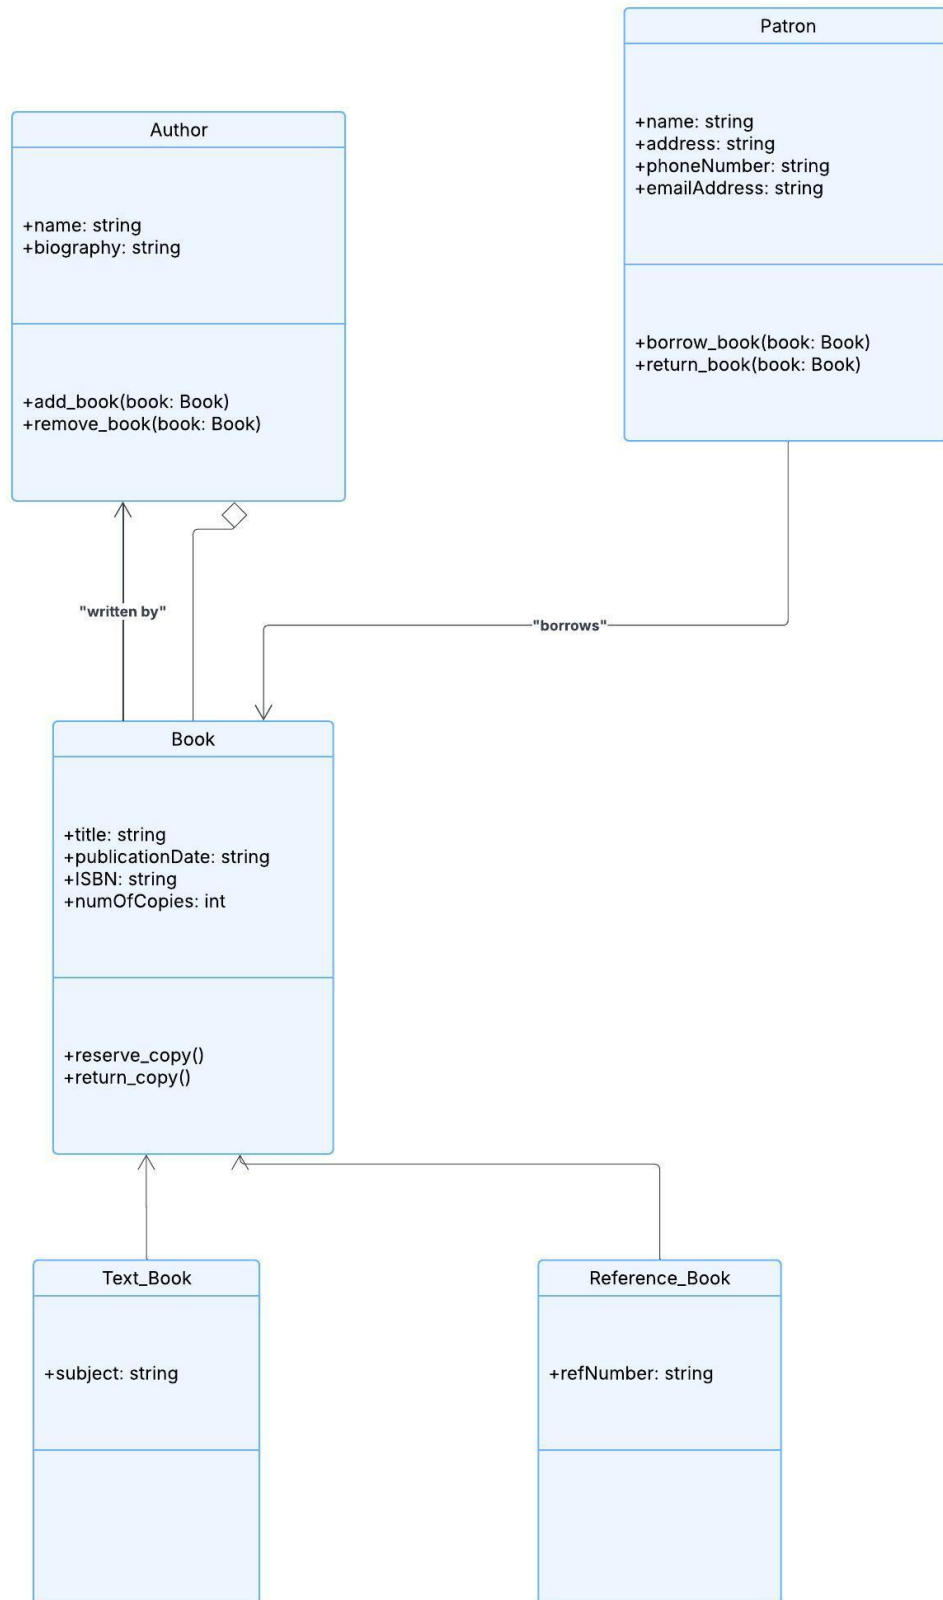 Patron
+name: string
+address: string
+phoneNumber: string
+emailAddress: string
+borrow_book(book: Book)
+return_book(book: Book)
Author
+name: string
+biography: string
+add_book(book: Book)
+remove_book(book: Book)
"written by"
"borrows"
Book
+title: string
+publicationDate: string
+ISBN: string
+numOfCopies: int
+reserve_copy()
+return_copy()
Text_Book
+subject: string
Reference_Book
+refNumber: string